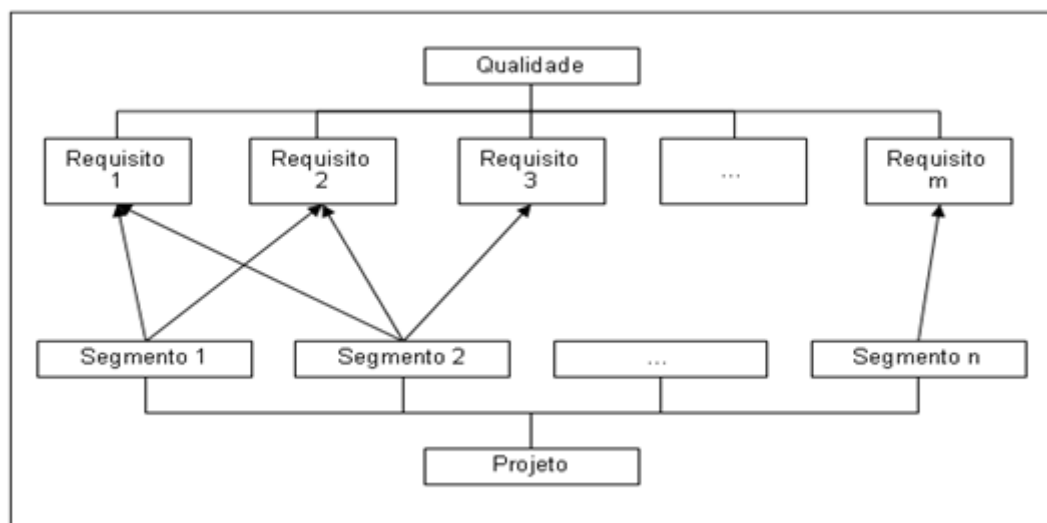 Qualidade
Requisito
1
Requisito
2
Requisito
3
...
Requisito
m
Segmento 1
Segmento 2
...
Segmento n
Projeto